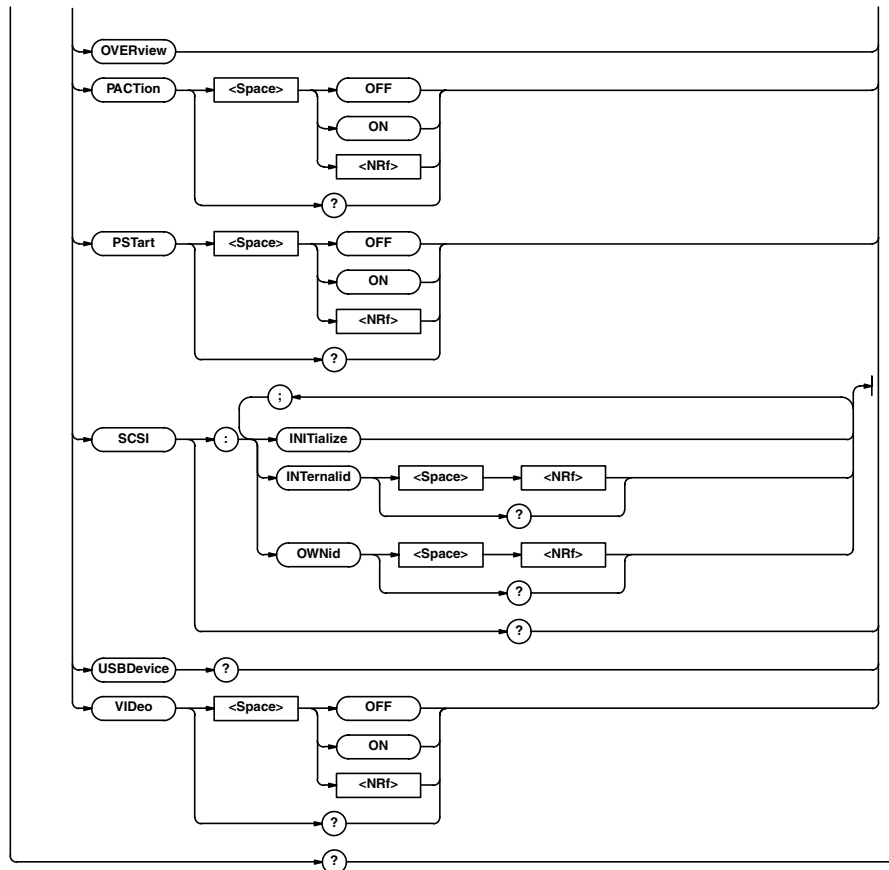 OVERview
PACTion <Space> OFF
ON
<NRf>
?
PSTart <Space> OFF
ON
<NRf>
?
;
SCSI : INITialize
INTernalid <Space> <NRf>
?
OWNid <Space> <NRf>
?
?
USBDevice ?
VIDeo <Space> OFF
ON
<NRf>
?
?